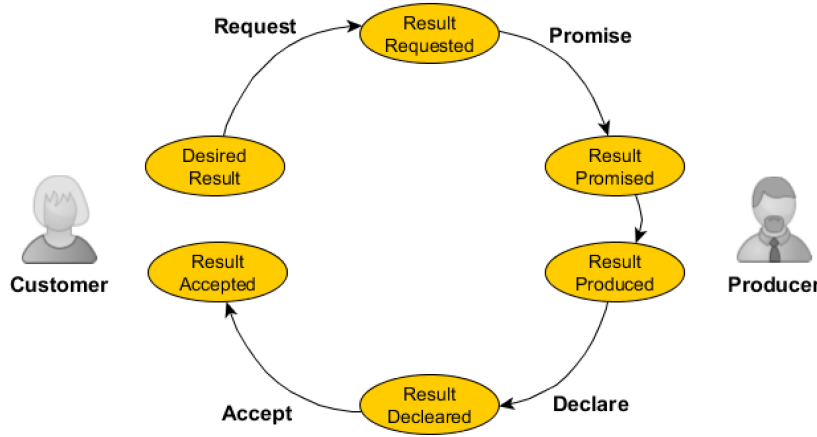 Request
Result
Requested
Promise
Desired
Result
Result
Promised
Customer
Result
Accepted
Result
Produced
Producer
Accept
Result
Decleared
Declare